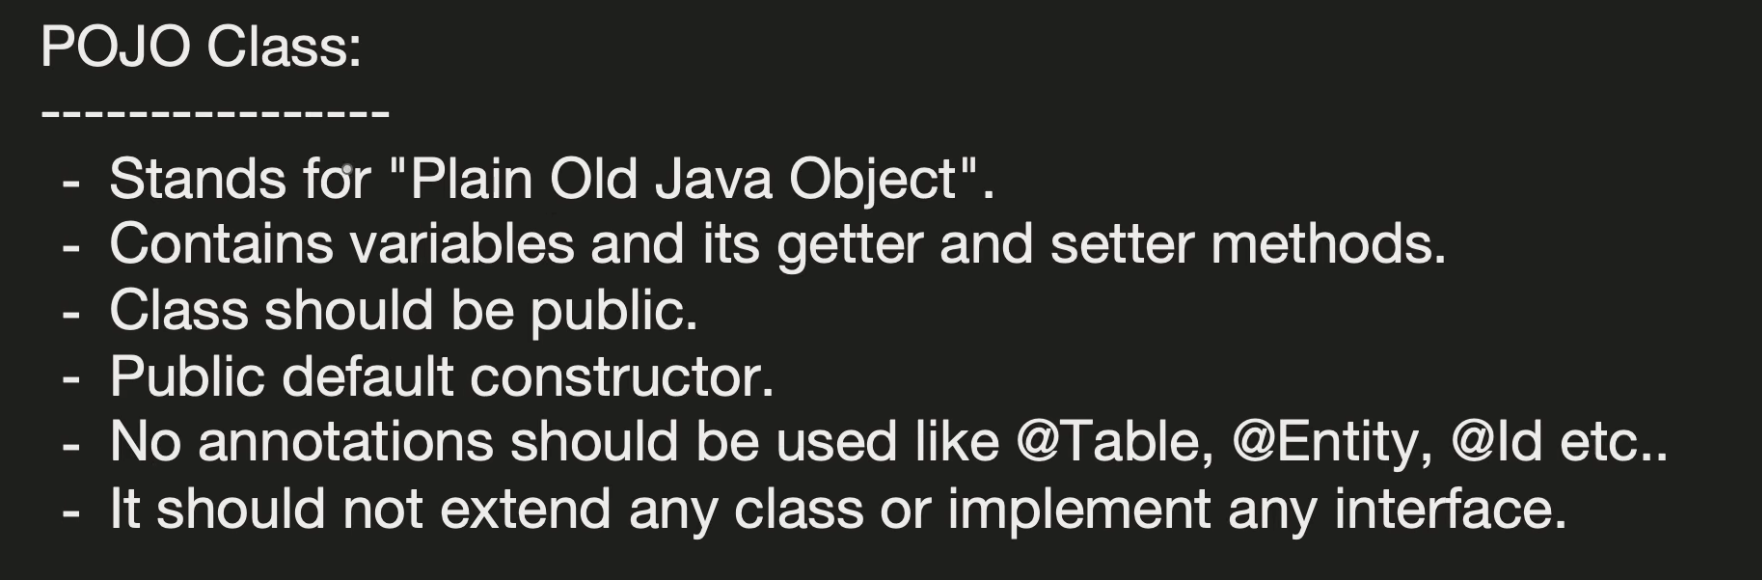 POJO Class:
----------------
- Stands for "Plain Old Java Object".
- Contains variables and its getter and setter methods.
- Class should be public.
- Public default constructor.
- No annotations should be used like @Table, @Entity, @Id etc..
- It should not extend any class or implement any interface.